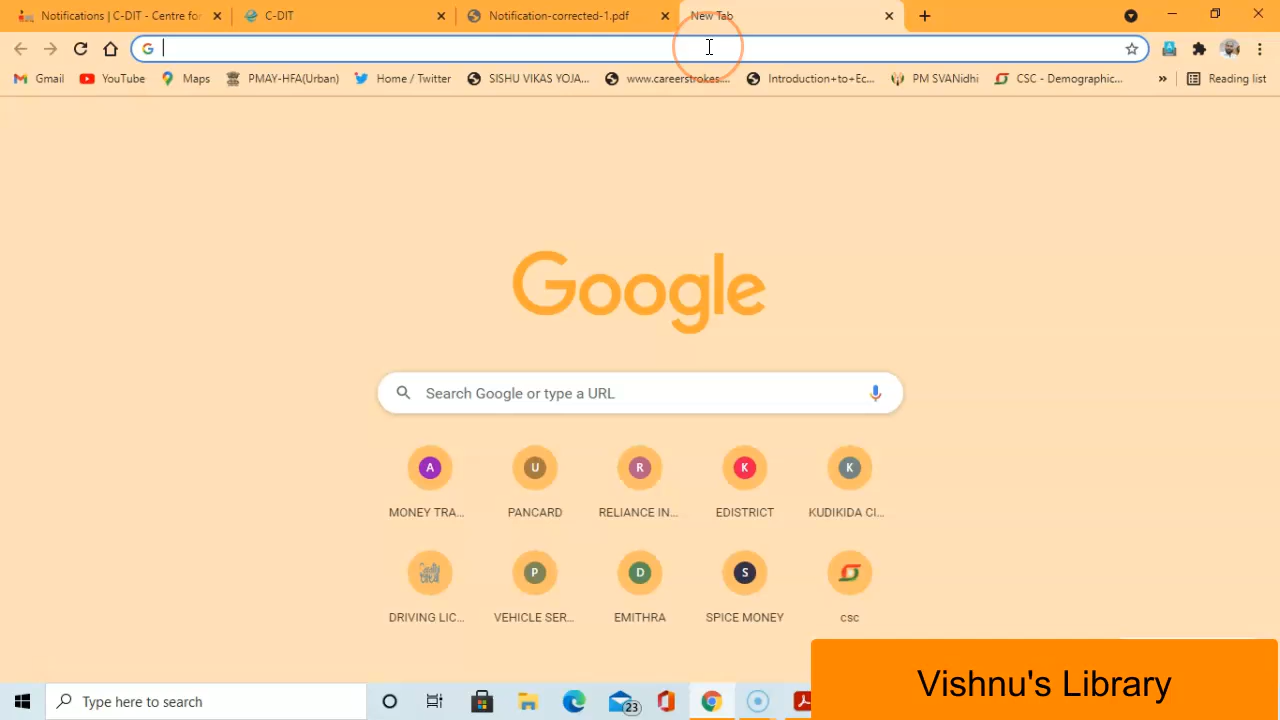 Notifications | C-DIT - Centre for
C-DIT
Notification-corrected-1.pdf
New Tab
Gmail
YouTube
Maps
PMAY-HFA(Urban)
Home / Twitter
SISHU VIKAS YOJA...
www.careerstrokes....
Introduction+to+Ec...
PM SVANidhi
CSC - Demographic...
»
Reading list
Google
Search Google or type a URL
A
U
R
K
K
MONEY TRA...
PANCARD
RELIANCE IN...
EDISTRICT
KUDIKIDA CI...
P
D
S
DRIVING LIC...
VEHICLE SER...
EMITHRA
SPICE MONEY
csc
Type here to search
23
Vishnu's Library